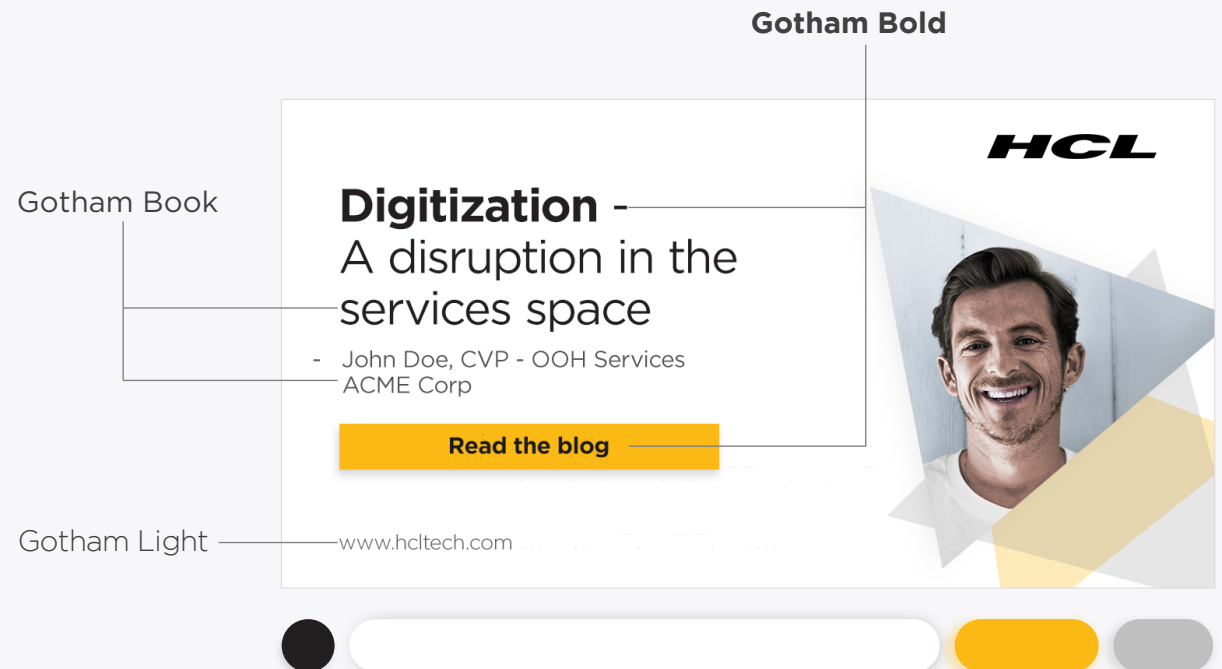 Gotham Bold
HCL
Gotham Book
Digitization -
A disruption in the
services space
- John Doe, CVP - OOH Services
ACME Corp
Read the blog
Gotham Light
www.hcltech.com